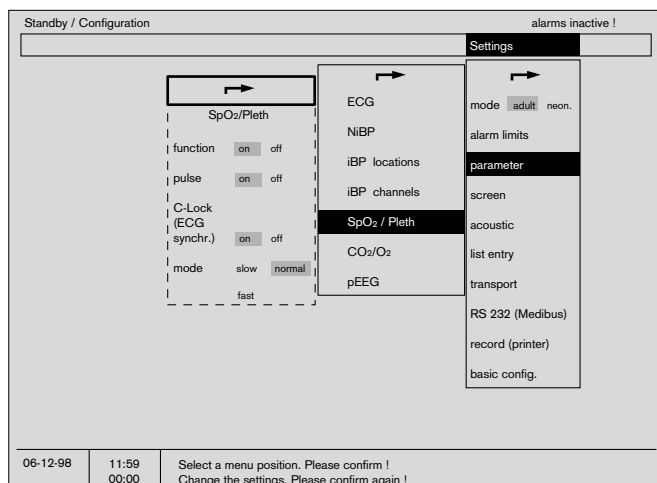 Standby / Configuration alarms inactive !
Settings
SpO2/Pleth
function on off
pulse on off
C-Lock
(ECG
synchr.) on off
mode slow normal
fast
ECG
NiBP
iBP locations
iBP channels
SpO2 / Pleth
CO2/O2
pEEG
mode adult neon.
alarm limits
parameter
screen
acoustic
list entry
transport
RS 232 (Medibus)
record (printer)
basic config.
06-12-98 11:59 Select a menu position. Please confirm !
00:00 Change the settings. Please confirm again !